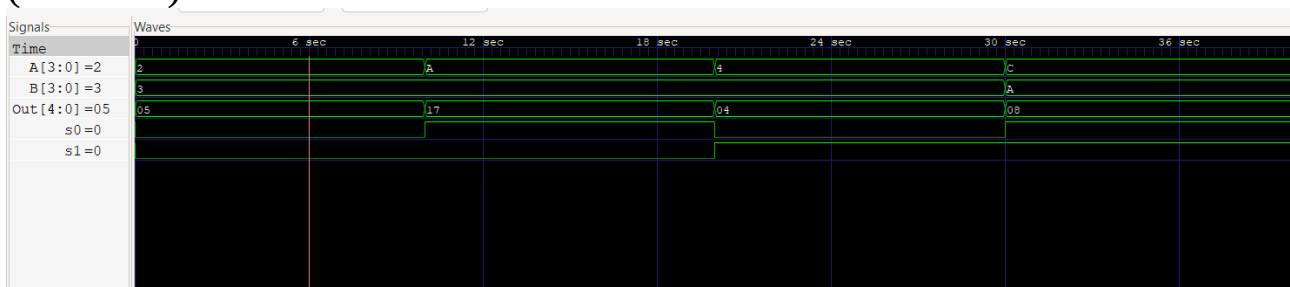 Signals Waves
Time 0 6 sec 12 sec 18 sec 24 sec 30 sec 36 sec
A[3:0] =2 2 A 4 C
B[3:0] =3 3 A
Out[4:0] =05 05 17 04 08
s0=0
s1=0